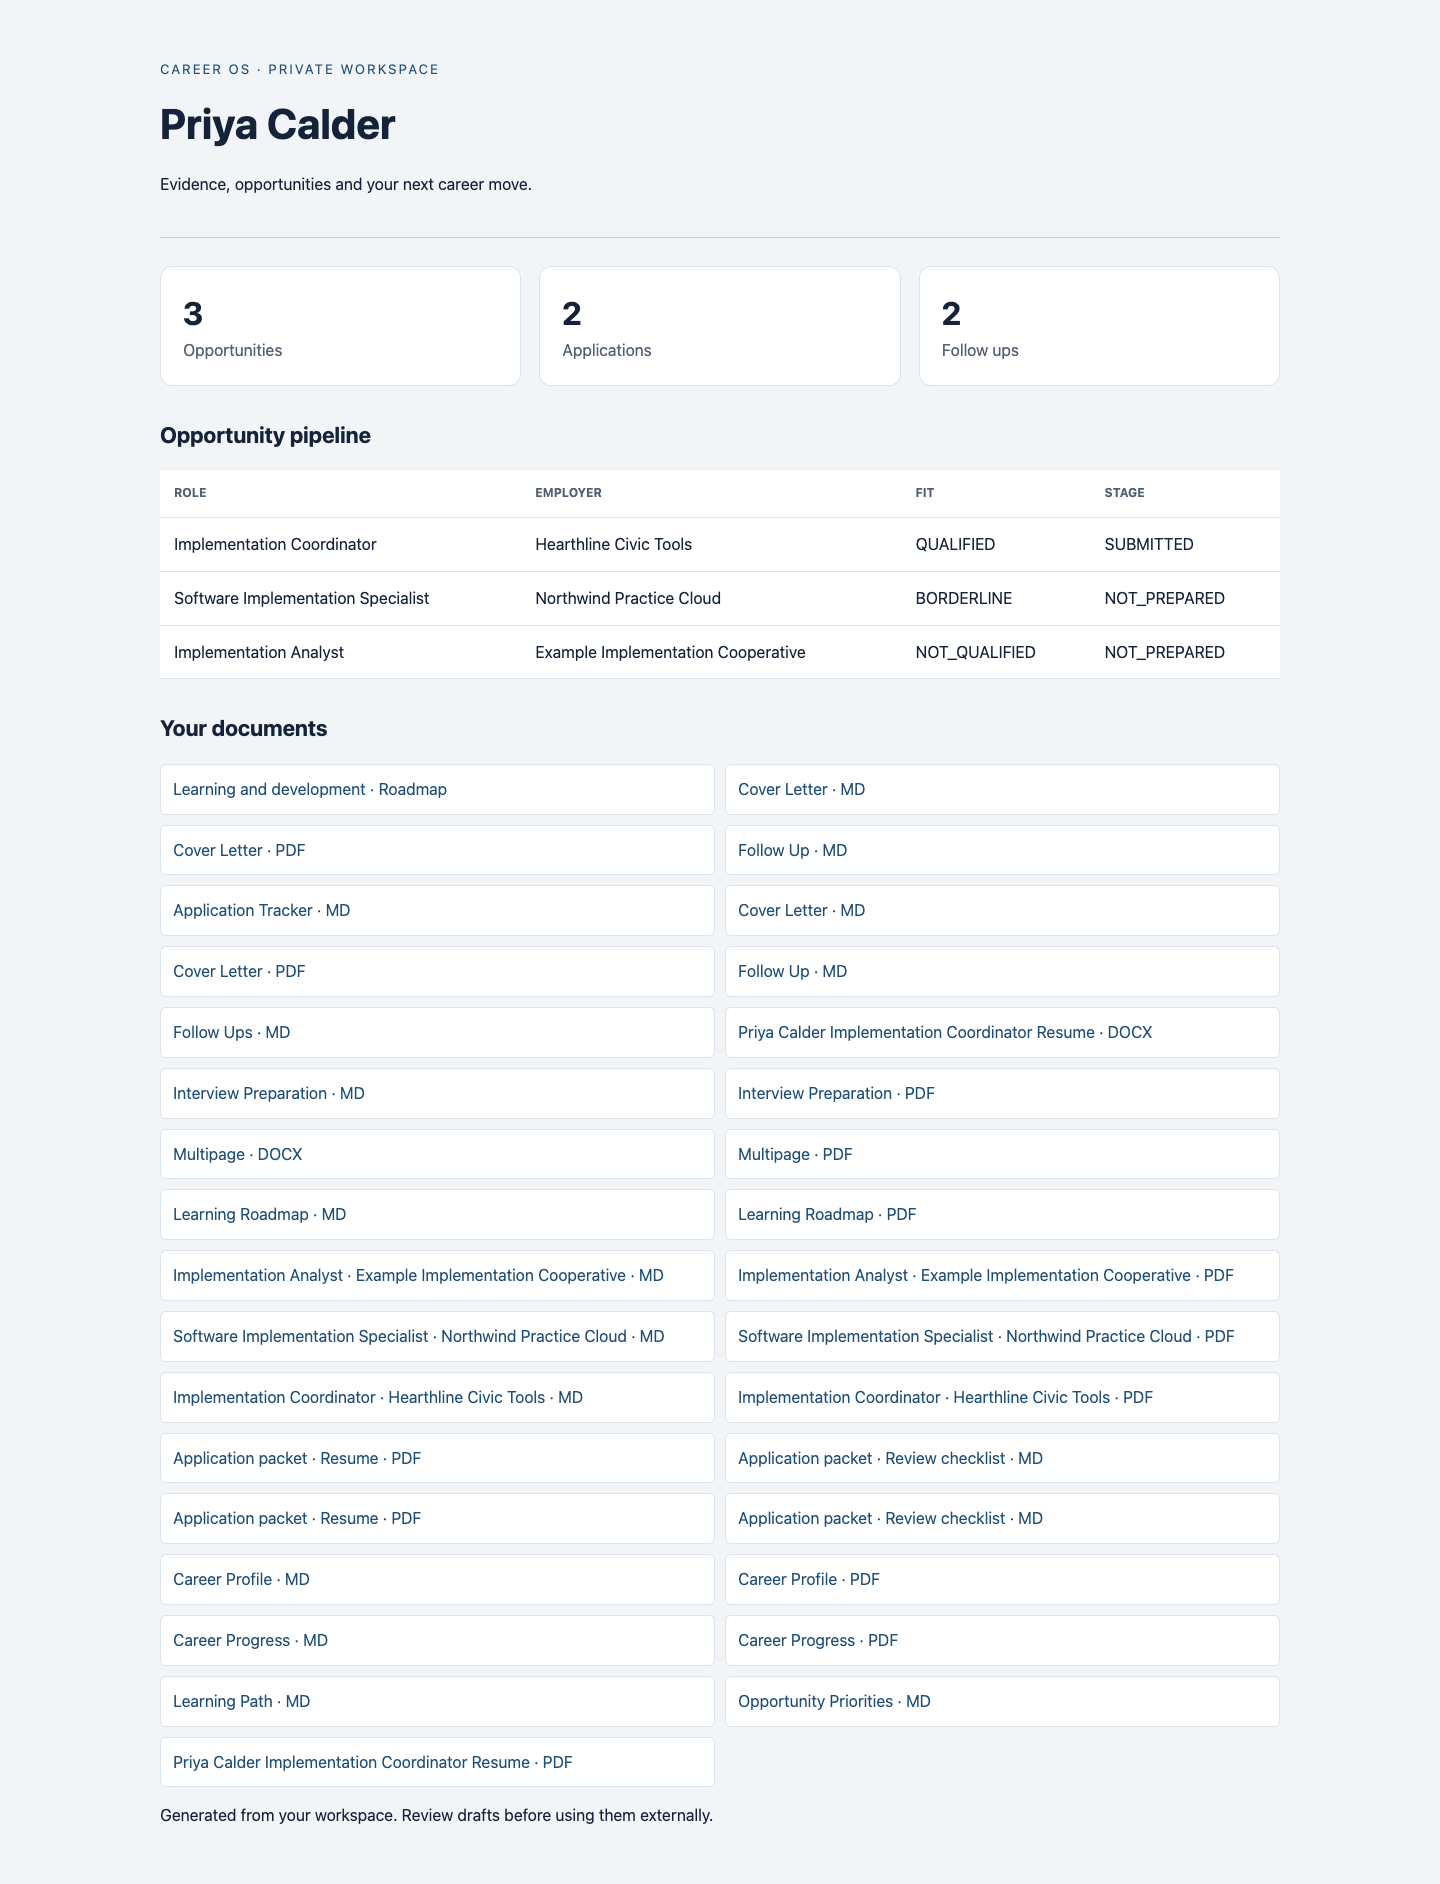 CAREER OS · PRIVATE WORKSPACE
Priya Calder
Evidence, opportunities and your next career move.
3
Opportunities
2
Applications
2
Follow ups
Opportunity pipeline
ROLE EMPLOYER FIT STAGE
Implementation Coordinator Hearthline Civic Tools QUALIFIED SUBMITTED
Software Implementation Specialist Northwind Practice Cloud BORDERLINE NOT_PREPARED
Implementation Analyst Example Implementation Cooperative NOT_QUALIFIED NOT_PREPARED
Your documents
Learning and development · Roadmap
Cover Letter · MD
Cover Letter · PDF
Follow Up · MD
Application Tracker · MD
Cover Letter · MD
Cover Letter · PDF
Follow Up · MD
Follow Ups · MD
Priya Calder Implementation Coordinator Resume · DOCX
Interview Preparation · MD
Interview Preparation · PDF
Multipage · DOCX
Multipage · PDF
Learning Roadmap · MD
Learning Roadmap · PDF
Implementation Analyst · Example Implementation Cooperative · MD
Implementation Analyst · Example Implementation Cooperative · PDF
Software Implementation Specialist · Northwind Practice Cloud · MD
Software Implementation Specialist · Northwind Practice Cloud · PDF
Implementation Coordinator · Hearthline Civic Tools · MD
Implementation Coordinator · Hearthline Civic Tools · PDF
Application packet · Resume · PDF
Application packet · Review checklist · MD
Application packet · Resume · PDF
Application packet · Review checklist · MD
Career Profile · MD
Career Profile · PDF
Career Progress · MD
Career Progress · PDF
Learning Path · MD
Opportunity Priorities · MD
Priya Calder Implementation Coordinator Resume · PDF
Generated from your workspace. Review drafts before using them externally.